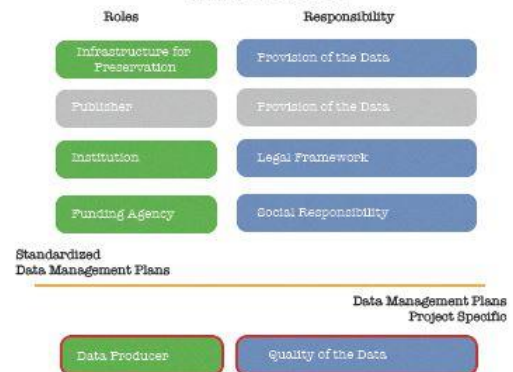 Roles
Responsibility
Infrastructure for
Preservation
Provision of the Data
Publisher
Provision of the Data
Institution
Legal Framework
Funding Agency
Social Responsibility
Standardized
Data Management Plans
Data Management Plans
Project Specific
Data Producer
Quality of the Data